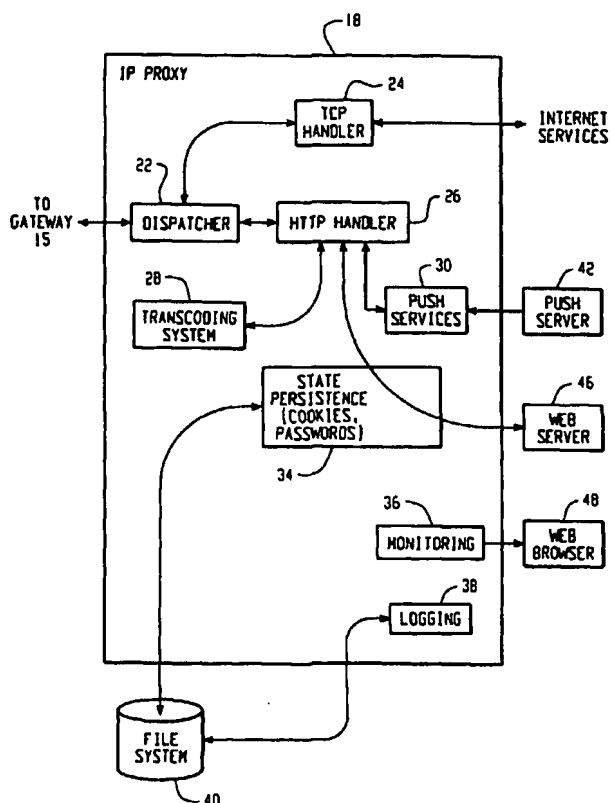 18
IP PROXY
24
TCP
HANDLER
INTERNET
SERVICES
22
26
TO
GATEWAY
15
DISPATCHER
HTTP HANDLER
28
30
42
TRANSCODING
SYSTEM
PUSH
SERVICES
PUSH
SERVER
STATE
PERSISTENCE
(COOKIES,
PASSWORDS)
34
46
WEB
SERVER
36
48
MONITORING
WEB
BROWSER
38
LOGGING
FILE
SYSTEM
40